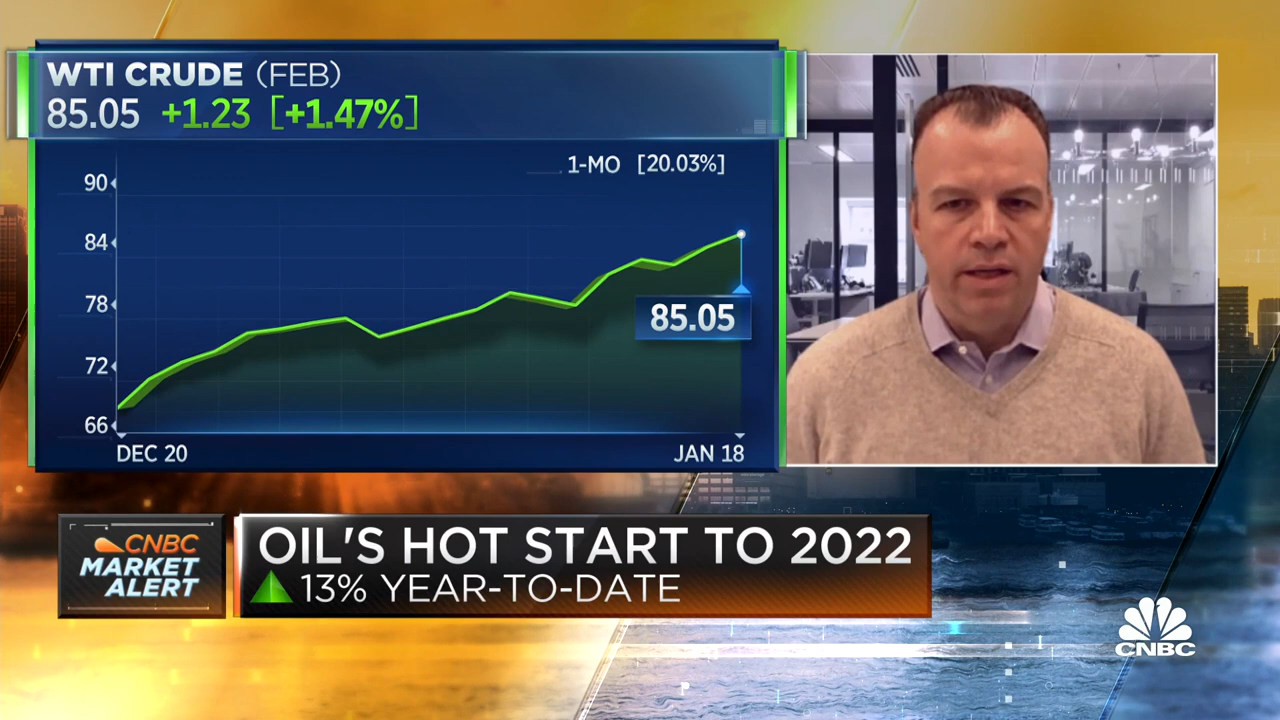 WTI CRUDE (FEB)
85.05 +1.23 [+1.47%]
1-MO [20.03%]
90
84
78
72
66
85.05
DEC 20 JAN 18
CNBC
MARKET
ALERT
OIL'S HOT START TO 2022
13% YEAR-TO-DATE
CNBC